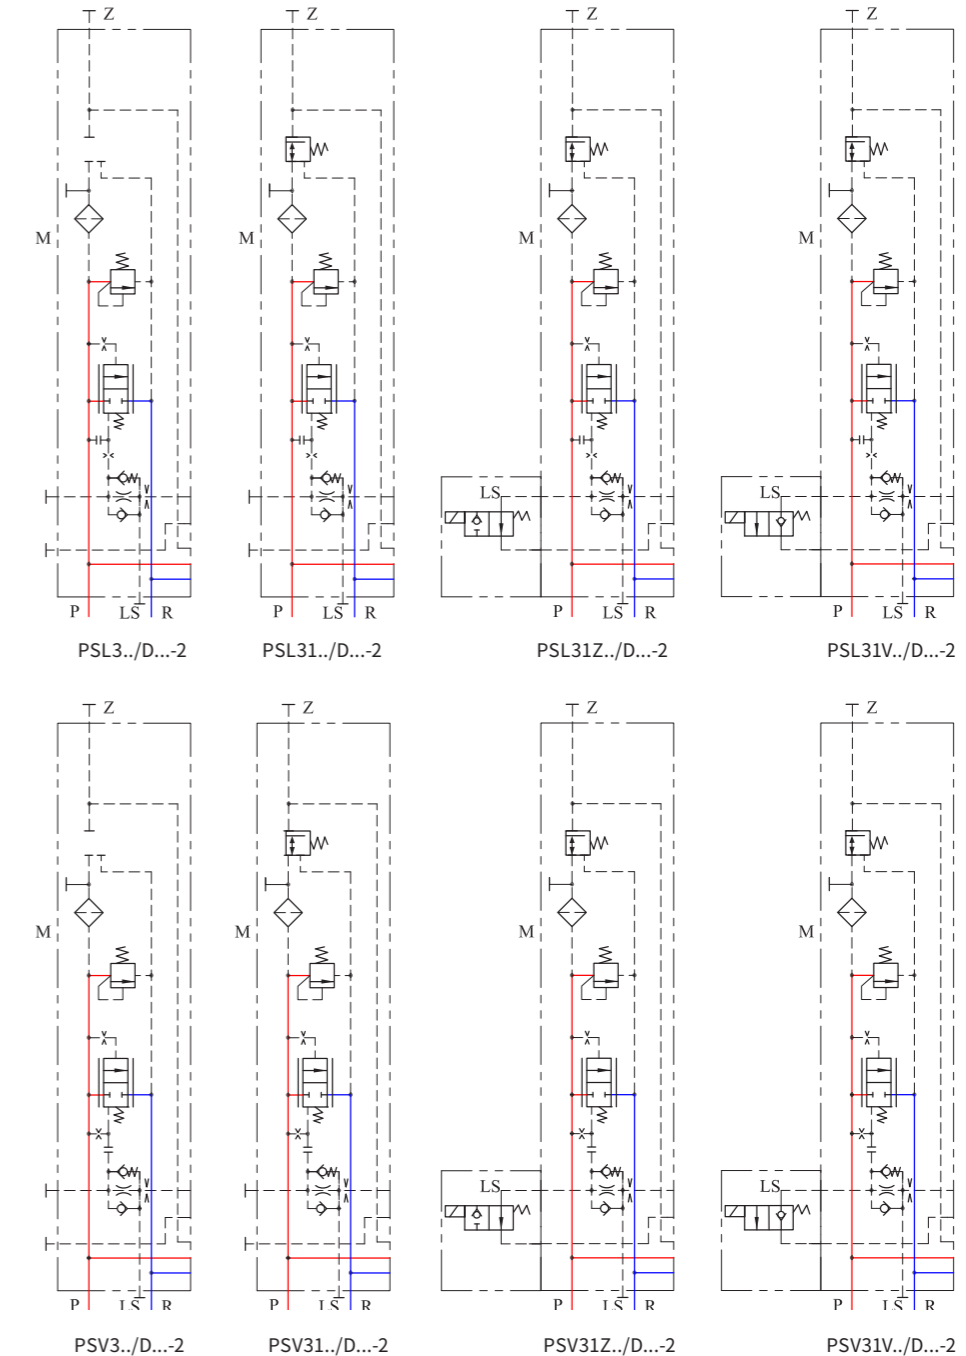 Z Z Z Z
M M M M
LS LS
P LS R P LS R P LS R P LS R
PSL3../D...-2 PSL31../D...-2 PSL31Z../D...-2 PSL31V../D...-2
Z Z Z Z
M M M M
LS LS
P LS R P LS R P LS R P LS R
PSV3../D...-2 PSV31../D...-2 PSV31Z../D...-2 PSV31V../D...-2